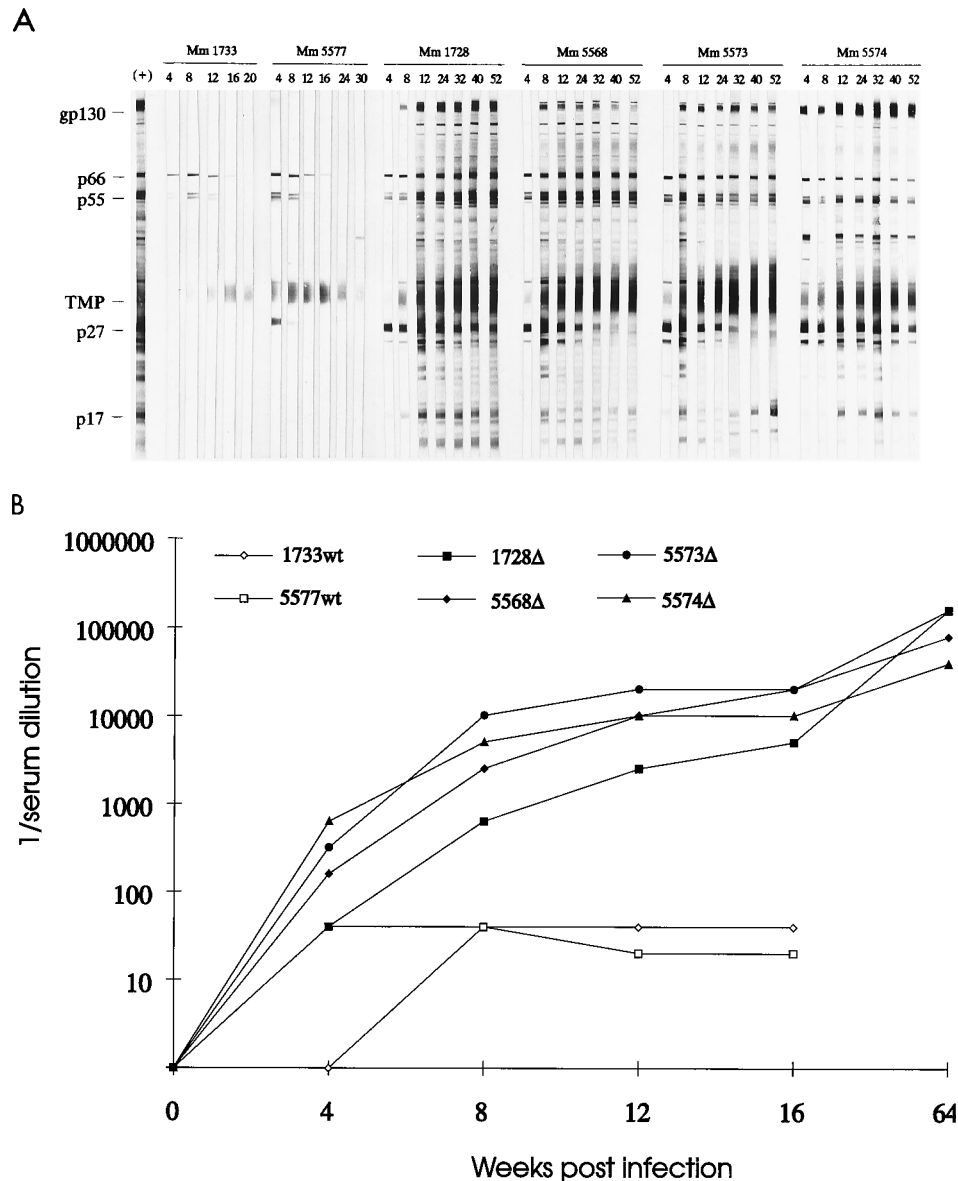 A
Mm 1733 Mm 5577 Mm 1728 Mm 5568 Mm 5573 Mm 5574
(+) 4 8 12 16 20 4 8 12 16 24 30 4 8 12 24 32 40 52 4 8 12 24 32 40 52 4 8 12 24 32 40 52 4 8 12 24 32 40 52
gp130
p66
p55
TMP
p27
p17
B
1000000
100000
10000
1000
100
10
1733wt 1728Δ 5573Δ
5577wt 5568Δ 5574Δ
1/serum dilution
0 4 8 12 16 64
Weeks post infection